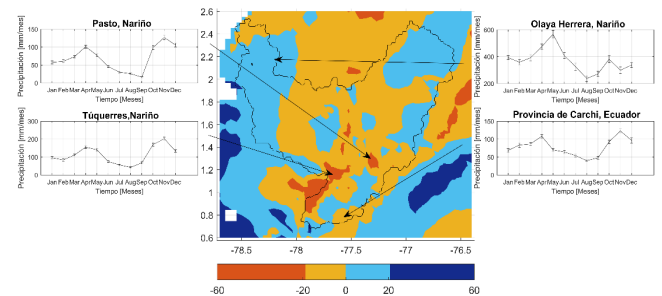 Pasto, Nariño
Precipitación [mm/mes]
150
100
50
0
Jan Feb Mar Apr May Jun Jul Aug Sep Oct Nov Dec
Tiempo [Meses]
Túquerres, Nariño
Precipitación [mm/mes]
300
200
100
0
Jan Feb Mar Apr May Jun Jul Aug Sep Oct Nov Dec
Tiempo [Meses]
2.6
2.4
2.2
2
1.8
1.6
1.4
1.2
1
0.8
0.6
-78.5
-78
-77.5
-77
-76.5
-60
-20
0
20
60
Olaya Herrera, Nariño
Precipitación [mm/mes]
600
400
200
Jan Feb Mar Apr May Jun Jul Aug Sep Oct Nov Dec
Tiempo [Meses]
Provincia de Carchi, Ecuador
Precipitación [mm/mes]
150
100
50
0
Jan Feb Mar Apr May Jun Jul Aug Sep Oct Nov Dec
Tiempo [Meses]